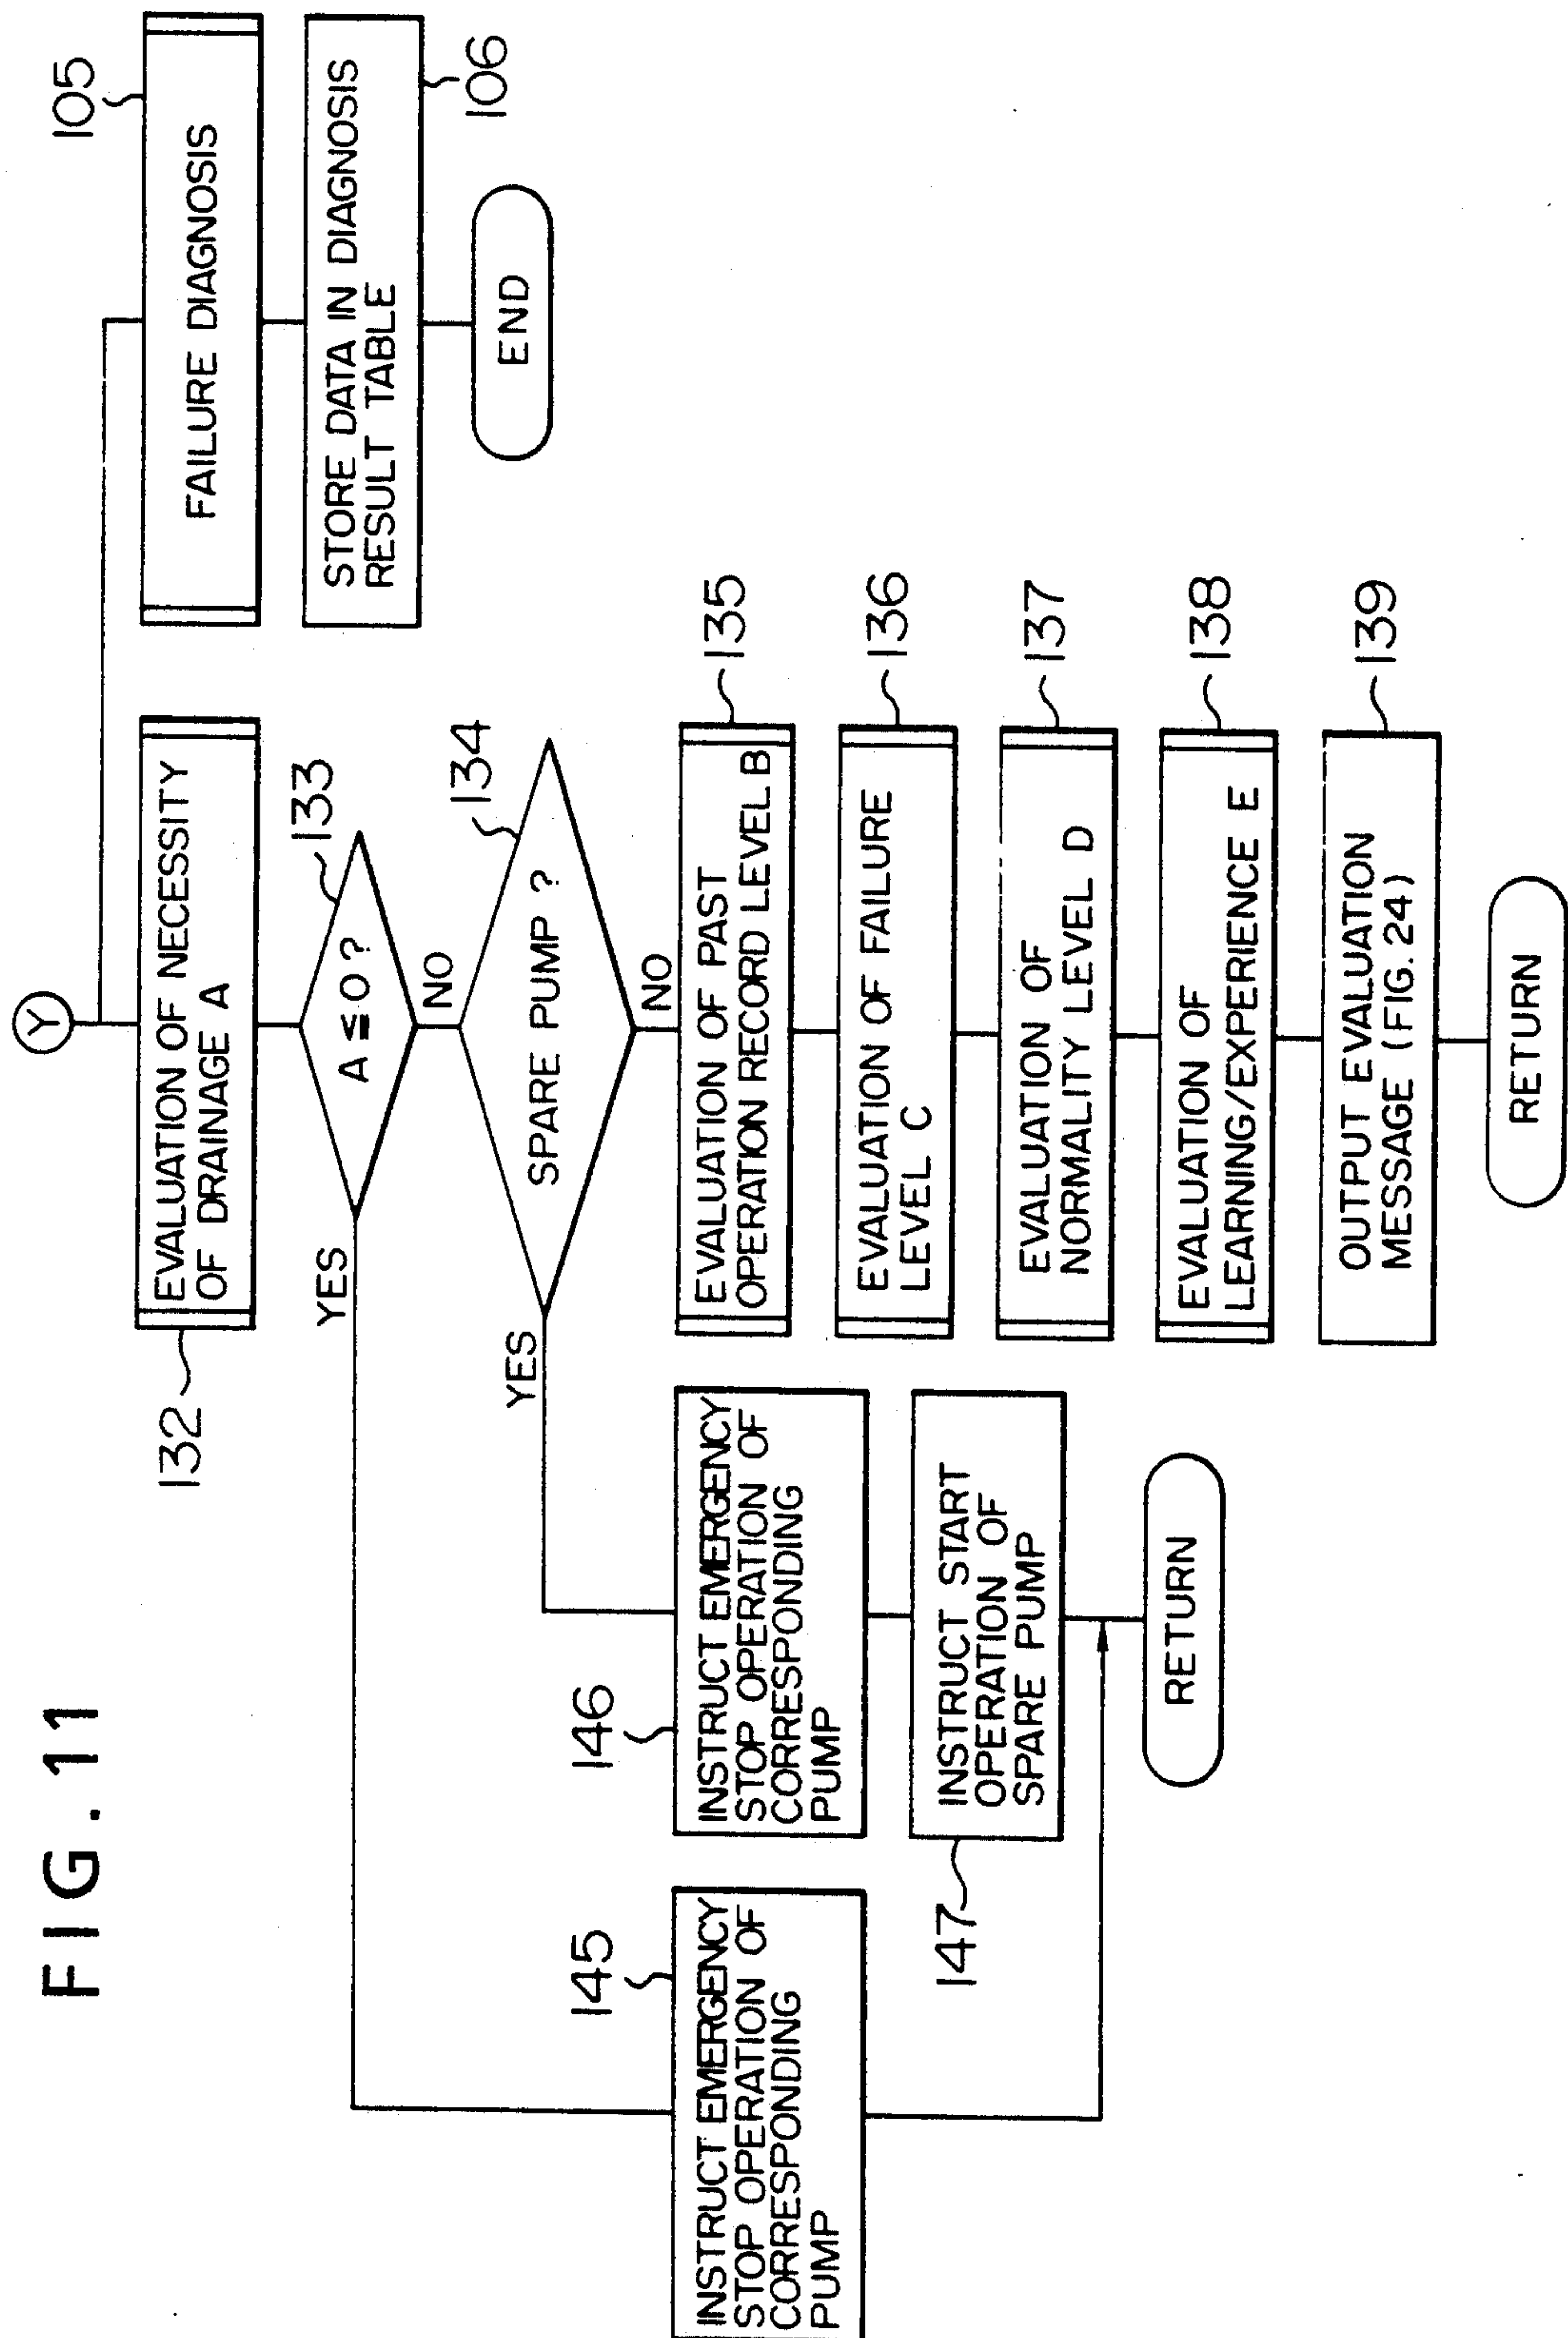 FIG. 11
Y
132
EVALUATION OF NECESSITY
OF DRAINAGE A
133
A ≦ 0 ?
YES
NO
134
SPARE PUMP ?
YES
NO
145
INSTRUCT EMERGENCY
STOP OPERATION OF
CORRESPONDING
PUMP
146
INSTRUCT EMERGENCY
STOP OPERATION OF
CORRESPONDING
PUMP
147
INSTRUCT START
OPERATION OF
SPARE PUMP
RETURN
135
EVALUATION OF PAST
OPERATION RECORD LEVEL B
136
EVALUATION OF FAILURE
LEVEL C
137
EVALUATION OF
NORMALITY LEVEL D
138
EVALUATION OF
LEARNING/EXPERIENCE E
139
OUTPUT EVALUATION
MESSAGE (FIG. 24)
RETURN
105
FAILURE DIAGNOSIS
106
STORE DATA IN DIAGNOSIS
RESULT TABLE
END